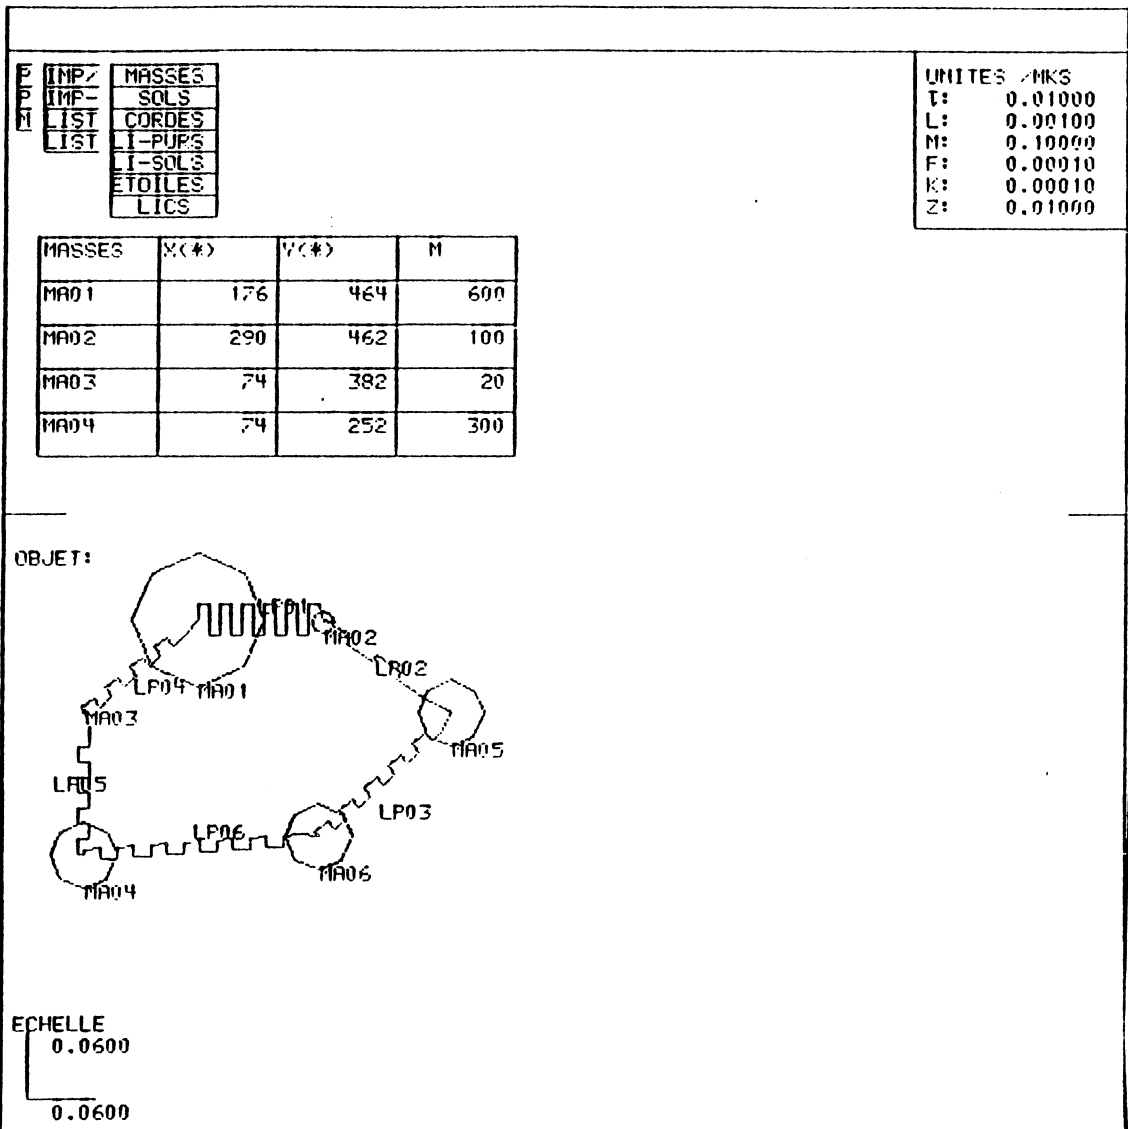 P IMP/ MASSES
P IMP- SOLS
M LIST CORDES
LIST LI-PURS
LI-SOLS
ETOILES
LICS
UNITES /MKS
T: 0.01000
L: 0.00100
M: 0.10000
F: 0.00010
K: 0.00010
Z: 0.01000
MASSES X(*) Y(*) M
MA01 176 464 600
MA02 290 462 100
MA03 74 382 20
MA04 74 252 300
OBJET:
LP01
MA02
LP02
LP04 MA01
MA03
MA05
LP05
LP03
LP06
MA06
MA04
ECHELLE
0.0600
0.0600